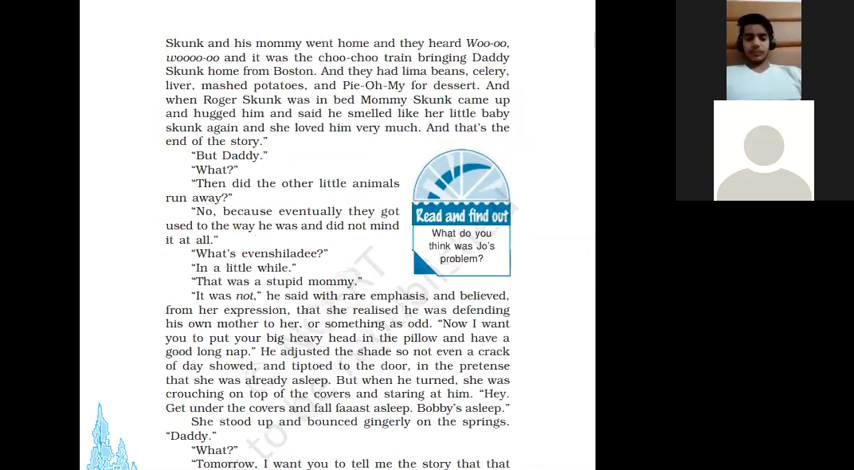 Skunk and his mommy went home and they heard Woo-oo,
woooo-oo and it was the choo-choo train bringing Daddy
Skunk home from Boston. And they had lima beans, celery,
liver, mashed potatoes, and Pie-Oh-My for dessert. And
when Roger Skunk was in bed Mommy Skunk came up
and hugged him and said he smelled like her little baby
skunk again and she loved him very much. And that's the
end of the story.”
“But Daddy.”
“What?”
“Then did the other little animals
run away?”
“No, because eventually they got
used to the way he was and did not mind
it at all.”
“What's evenshiladee?”
“In a little while.”
“That was a stupid mommy.”
Read and find out
What do you
think was Jo's
problem?
“It was not,” he said with rare emphasis, and believed,
from her expression, that she realised he was defending
his own mother to her, or something as odd. “Now I want
you to put your big heavy head in the pillow and have a
good long nap.” He adjusted the shade so not even a crack
of day showed, and tiptoed to the door, in the pretense
that she was already asleep. But when he turned, she was
crouching on top of the covers and staring at him. “Hey.
Get under the covers and fall faaast asleep. Bobby's asleep.”
She stood up and bounced gingerly on the springs.
“Daddy.”
“What?”
“Tomorrow, I want you to tell me the story that that